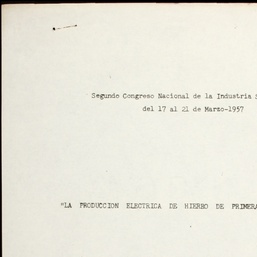 Segundo Congreso Nacional de la Industria S
del 17 al 21 de Marzo-1957
"LA PRODUCCION ELECTRICA DE HIERRO DE PRIMERA